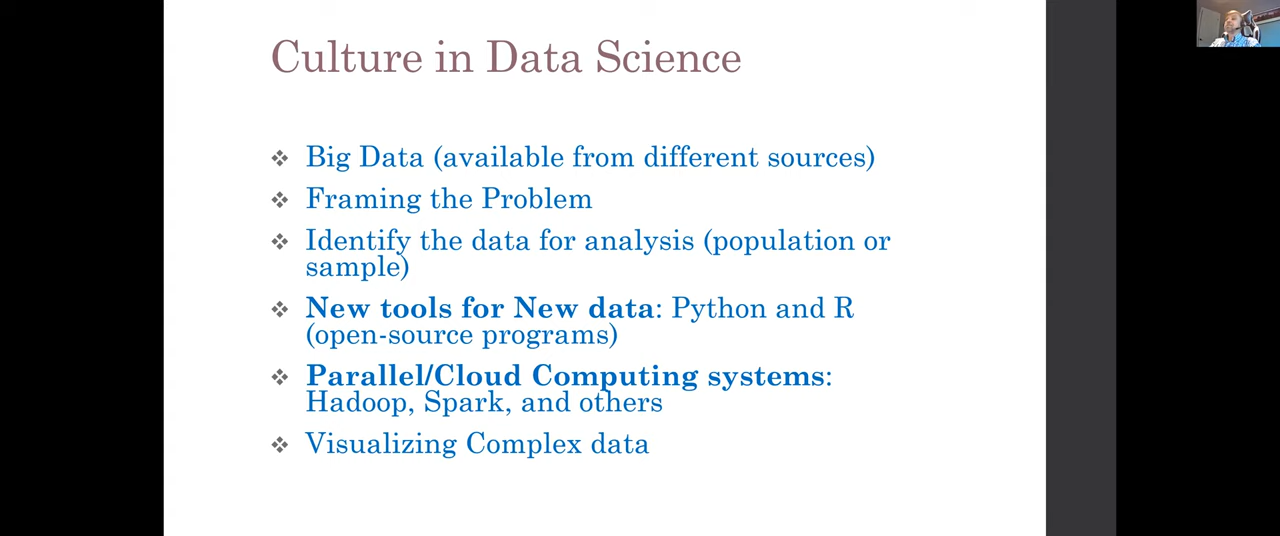 Culture in Data Science
❖ Big Data (available from different sources)
❖ Framing the Problem
❖ Identify the data for analysis (population or
sample)
❖ New tools for New data: Python and R
(open-source programs)
❖ Parallel/Cloud Computing systems:
Hadoop, Spark, and others
❖ Visualizing Complex data